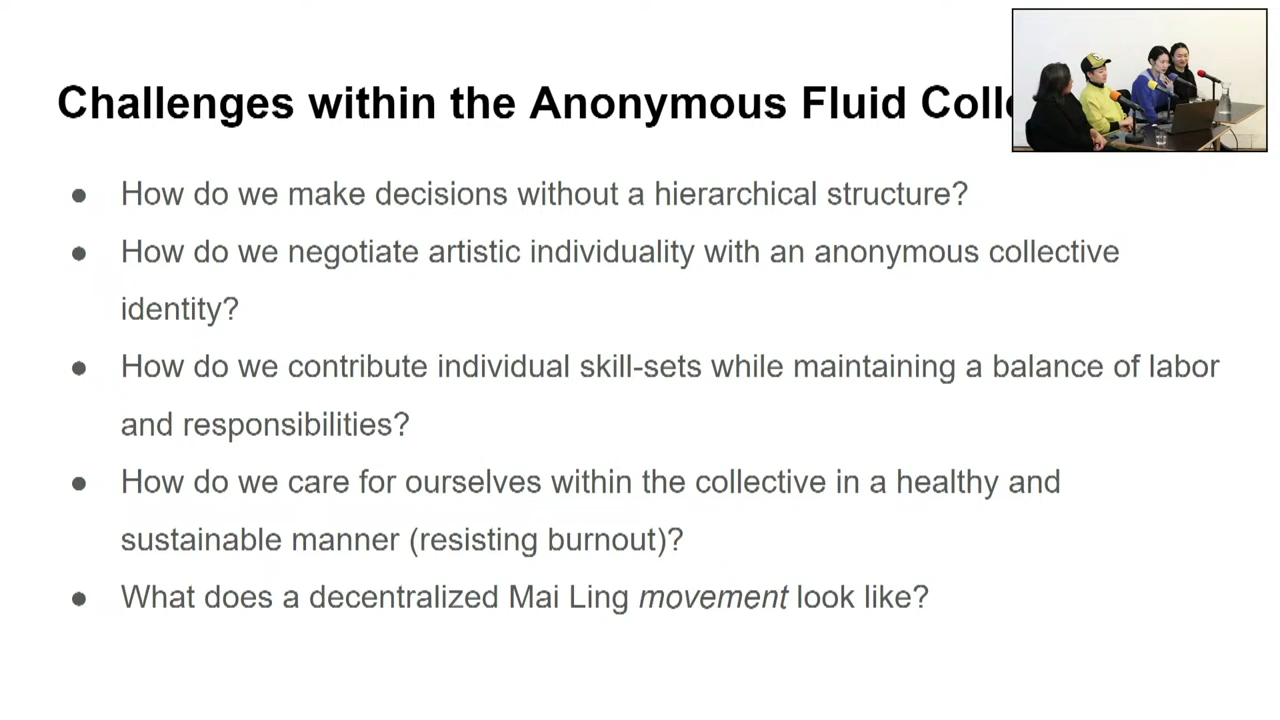 Challenges within the Anonymous Fluid
● How do we make decisions without a hierarchical structure?
● How do we negotiate artistic individuality with an anonymous collective
identity?
● How do we contribute individual skill-sets while maintaining a balance of labor
and responsibilities?
● How do we care for ourselves within the collective in a healthy and
sustainable manner (resisting burnout)?
● What does a decentralized Mai Ling movement look like?